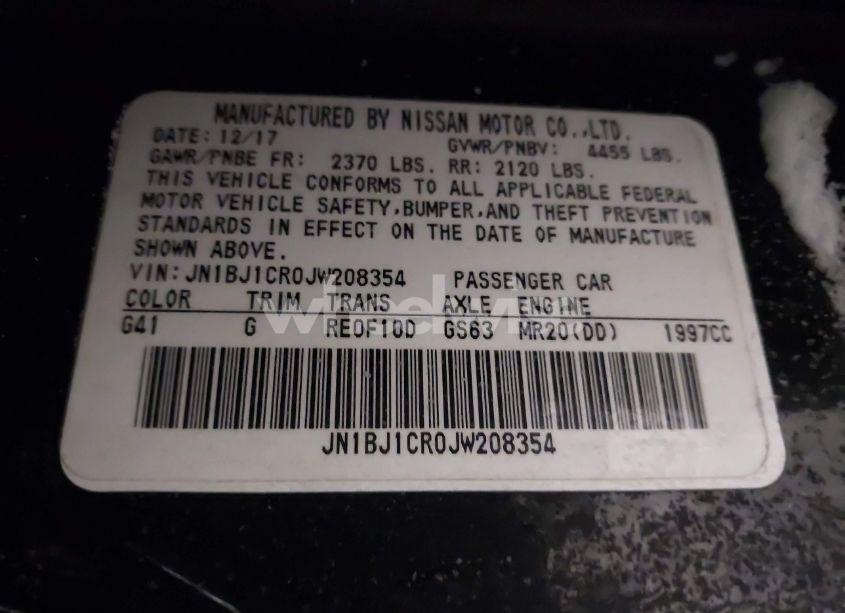 MANUFACTURED BY NISSAN MOTOR CO.,LTD.
DATE: 12/17 GVWR/PNBV: 4455 LBS.
GAWR/PNBE FR: 2370 LBS. RR: 2120 LBS.
THIS VEHICLE CONFORMS TO ALL APPLICABLE FEDERAL
MOTOR VEHICLE SAFETY,BUMPER,AND THEFT PREVENTION
STANDARDS IN EFFECT ON THE DATE OF MANUFACTURE
SHOWN ABOVE.
VIN:JN1BJ1CR0JW208354 PASSENGER CAR
COLOR TRIM TRANS AXLE ENGINE
G41 G RE0F10D GS63 MR20(DD) 1997CC
JN1BJ1CR0JW208354